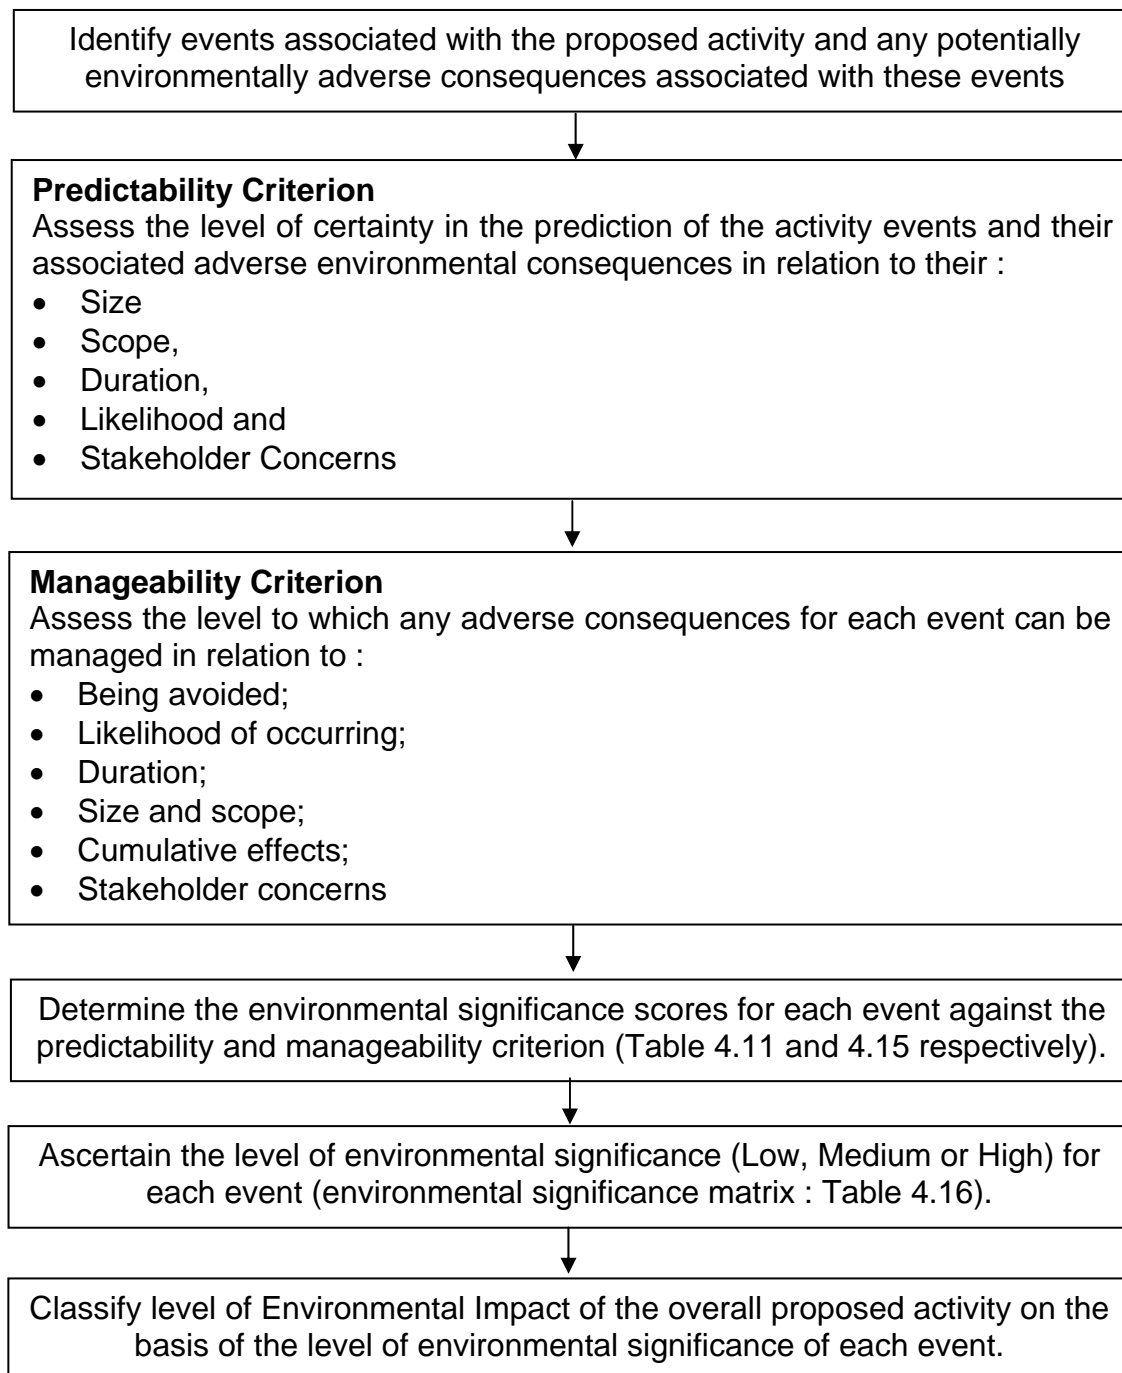 Identify events associated with the proposed activity and any potentially
environmentally adverse consequences associated with these events
Predictability Criterion
Assess the level of certainty in the prediction of the activity events and their
associated adverse environmental consequences in relation to their :
• Size
• Scope,
• Duration,
• Likelihood and
• Stakeholder Concerns
Manageability Criterion
Assess the level to which any adverse consequences for each event can be
managed in relation to :
• Being avoided;
• Likelihood of occurring;
• Duration;
• Size and scope;
• Cumulative effects;
• Stakeholder concerns
Determine the environmental significance scores for each event against the
predictability and manageability criterion (Table 4.11 and 4.15 respectively).
Ascertain the level of environmental significance (Low, Medium or High) for
each event (environmental significance matrix : Table 4.16).
Classify level of Environmental Impact of the overall proposed activity on the
basis of the level of environmental significance of each event.